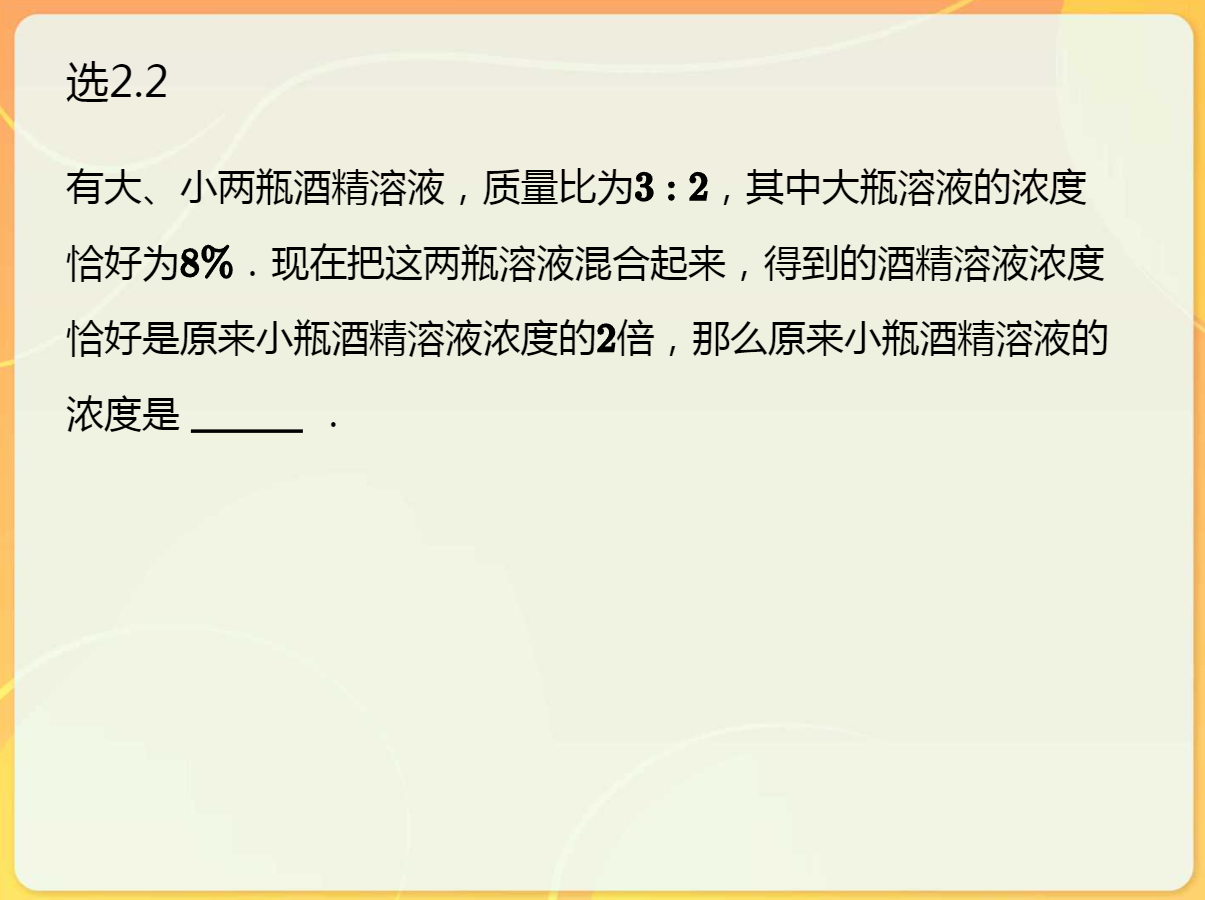 选2.2
有大、小两瓶酒精溶液，质量比为3：2，其中大瓶溶液的浓度
恰好为8%．现在把这两瓶溶液混合起来，得到的酒精溶液浓度
恰好是原来小瓶酒精溶液浓度的2倍，那么原来小瓶酒精溶液的
浓度是 ______ ．